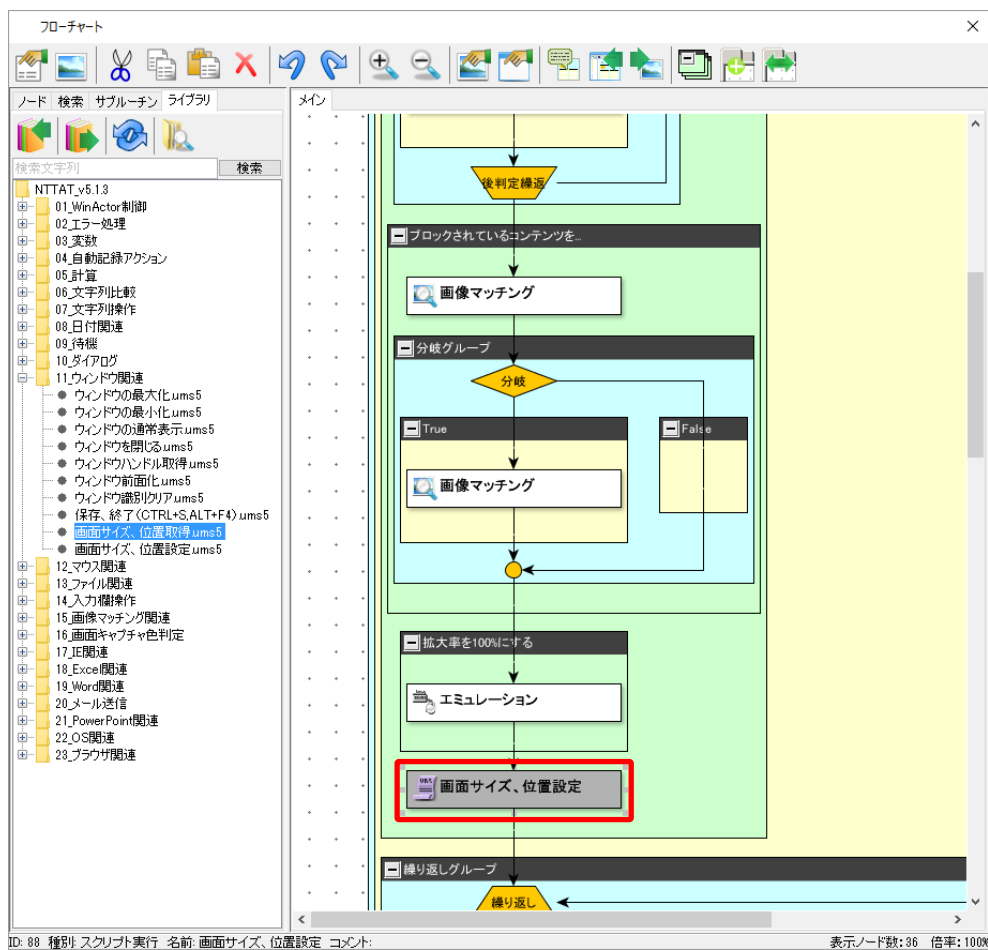 フローチャート
ノード 検索 サブルーチン ライブラリ
メイン
検索文字列
検索
NTTAT_v5.1.3
01_WinActor制御
02_エラー処理
03_変数
04_自動記録アクション
05_計算
06_文字列比較
07_文字列操作
08_日付関連
09_待機
10_ダイアログ
11_ウィンドウ関連
ウィンドウの最大化.ums5
ウィンドウの最小化.ums5
ウィンドウの通常表示.ums5
ウィンドウを閉じる.ums5
ウィンドウハンドル取得.ums5
ウィンドウ前面化.ums5
ウィンドウ識別クリア.ums5
保存、終了(CTRL+S,ALT+F4).ums5
画面サイズ、位置取得.ums5
画面サイズ、位置設定.ums5
12_マウス関連
13_ファイル関連
14_入力欄操作
15_画像マッチング関連
16_画面キャプチャ色判定
17_IE関連
18_Excel関連
19_Word関連
20_メール送信
21_PowerPoint関連
22_OS関連
23_ブラウザ関連
後判定繰返
ブロックされているコンテンツを...
画像マッチング
分岐グループ
分岐
True
False
画像マッチング
拡大率を100%にする
エミュレーション
画面サイズ、位置設定
繰り返しグループ
繰り返し
ID: 88 種別: スクリプト実行 名前: 画面サイズ、位置設定 コメント:
表示ノード数: 36 倍率: 100%